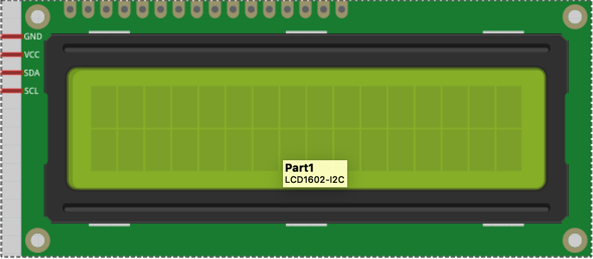 GND
VCC
SDA
SCL
Part1
LCD1602-I2C